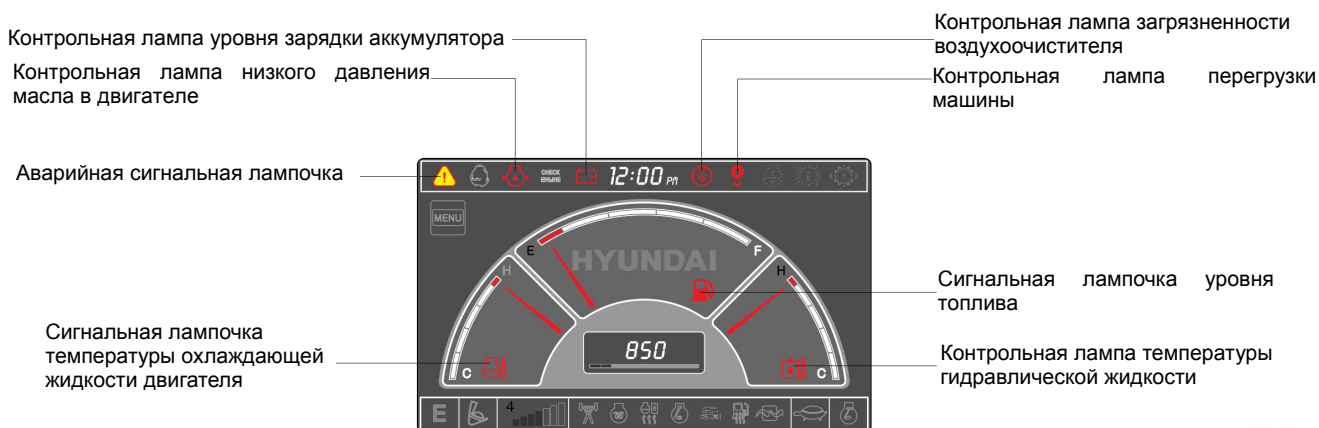 Контрольная лампа уровня зарядки аккумулятора
Контрольная лампа низкого давления
масла в двигателе
Аварийная сигнальная лампочка
Сигнальная лампочка
температуры охлаждающей
жидкости двигателя
Контрольная лампа загрязненности
воздухоочистителя
Контрольная лампа перегрузки
машины
Сигнальная лампочка уровня
топлива
Контрольная лампа температуры
гидравлической жидкости
CHECK
ENGINE
12:00 PM
MENU
E
F
HYUNDAI
H
H
850
C
C
E
4